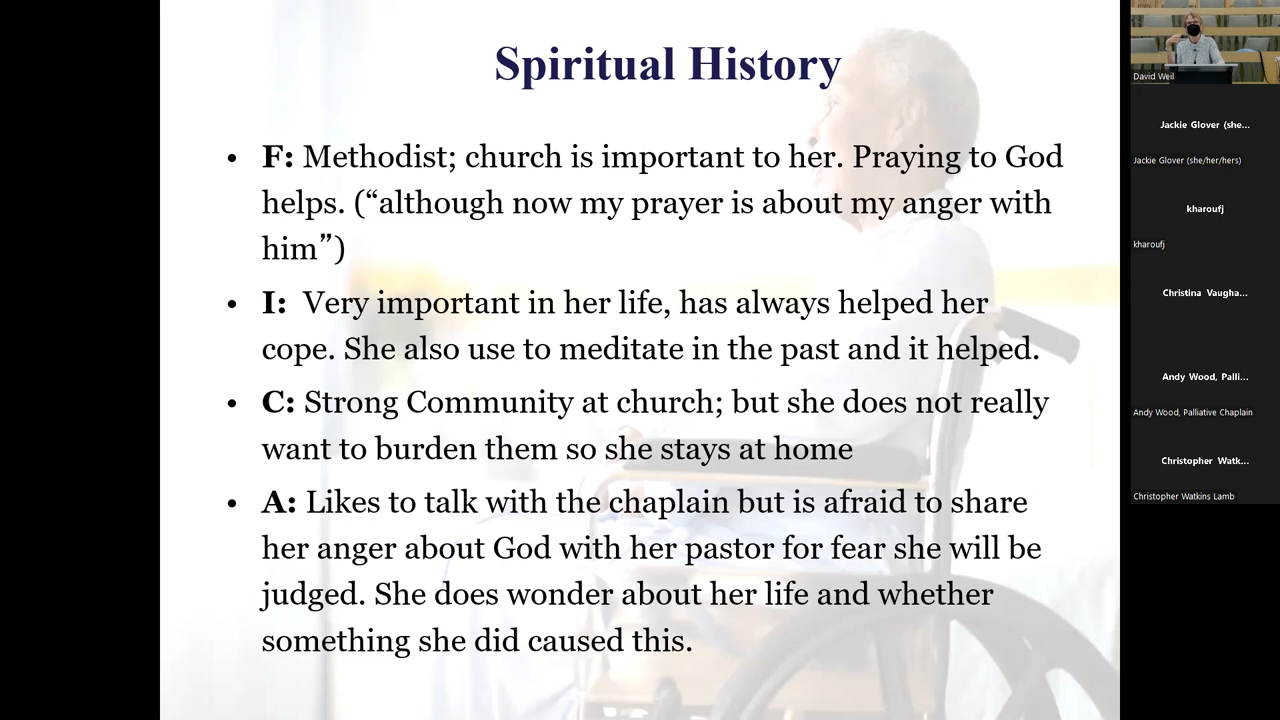 Spiritual History
• F: Methodist; church is important to her. Praying to God
helps. (“although now my prayer is about my anger with
him”)
• I:  Very important in her life, has always helped her
cope. She also use to meditate in the past and it helped.
• C: Strong Community at church; but she does not really
want to burden them so she stays at home
• A: Likes to talk with the chaplain but is afraid to share
her anger about God with her pastor for fear she will be
judged. She does wonder about her life and whether
something she did caused this.
David Weil
Jackie Glover (she...
Jackie Glover (she/her/hers)
kharoufj
kharoufj
Christina Vaugha...
Andy Wood, Palli...
Andy Wood, Palliative Chaplain
Christopher Watk...
Christopher Watkins Lamb